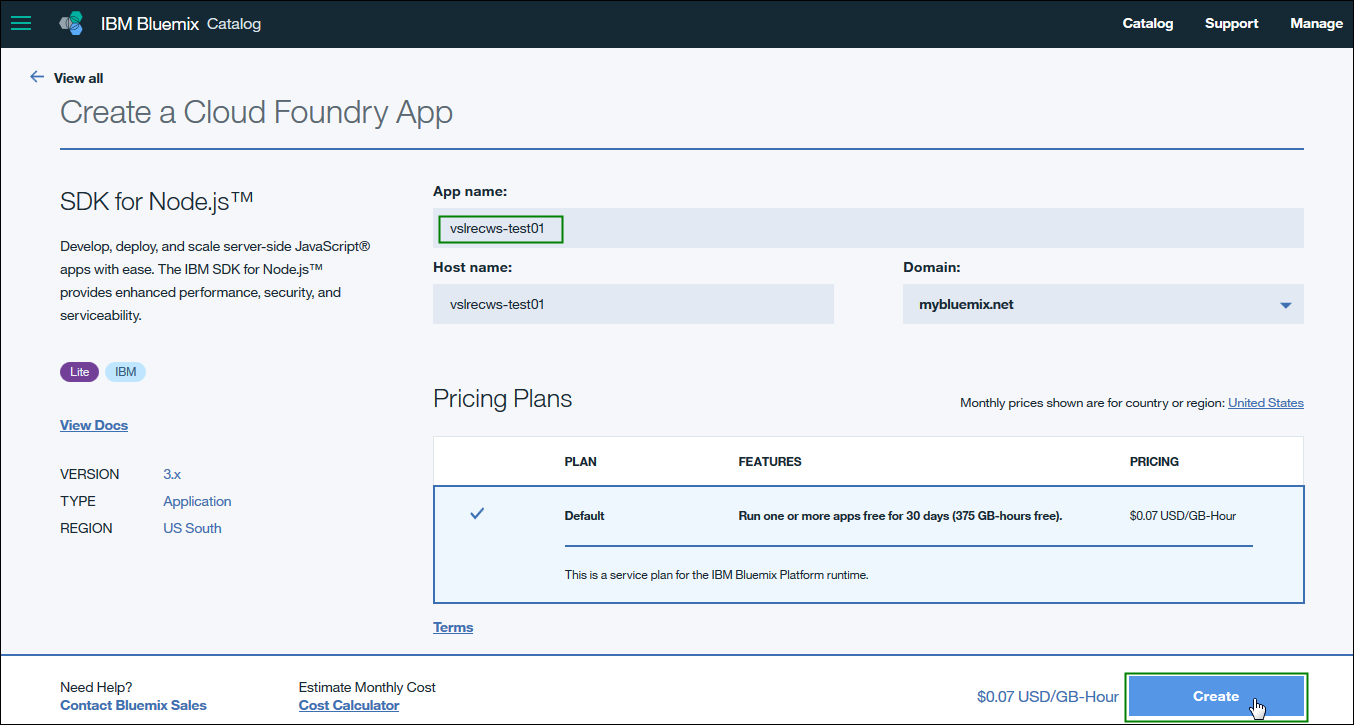 IBM Bluemix Catalog
Catalog Support Manage
View all
Create a Cloud Foundry App
SDK for Node.js™
Develop, deploy, and scale server-side JavaScript®
apps with ease. The IBM SDK for Node.js™
provides enhanced performance, security, and
serviceability.
Lite IBM
View Docs
VERSION 3.x
TYPE Application
REGION US South
App name:
vslrecws-test01
Host name:
vslrecws-test01
Domain:
mybluemix.net
Pricing Plans
Monthly prices shown are for country or region: United States
PLAN FEATURES PRICING
Default Run one or more apps free for 30 days (375 GB-hours free). $0.07 USD/GB-Hour
This is a service plan for the IBM Bluemix Platform runtime.
Terms
Need Help?
Contact Bluemix Sales
Estimate Monthly Cost
Cost Calculator
$0.07 USD/GB-Hour
Create